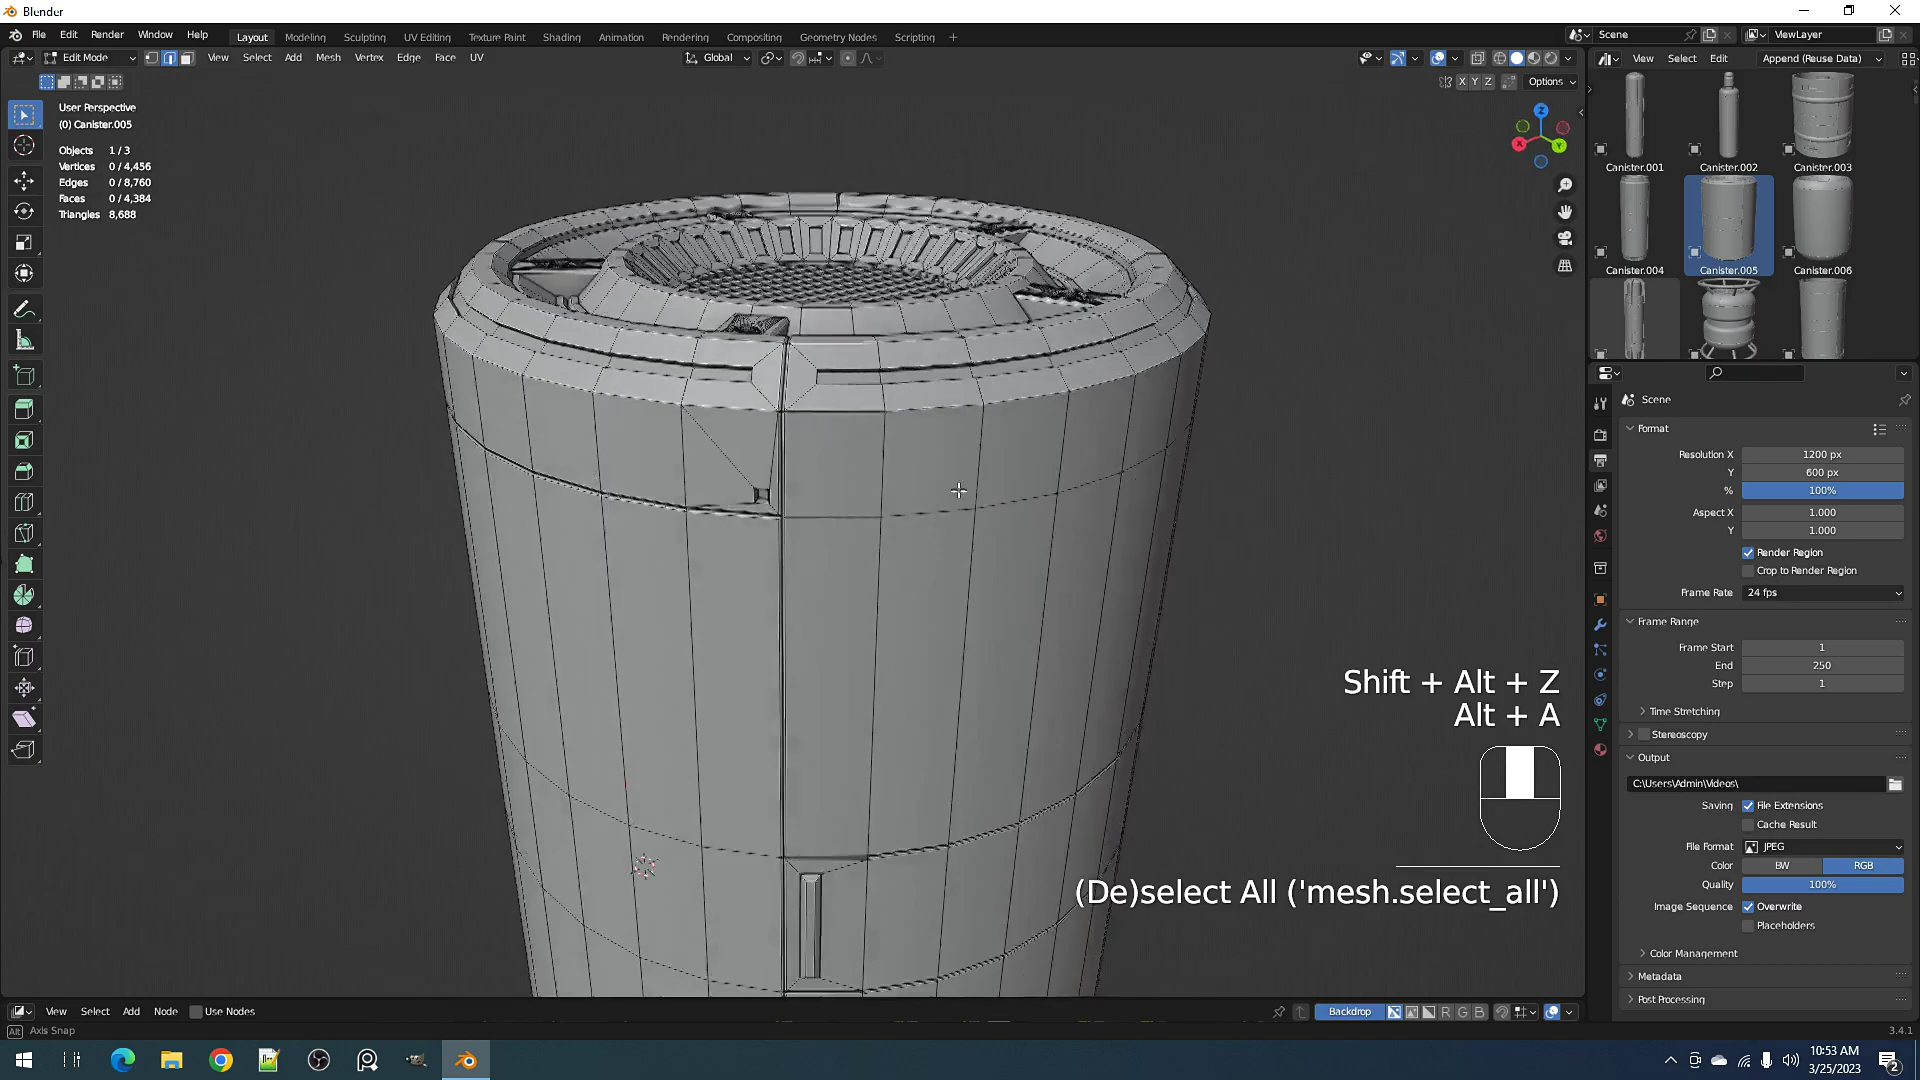 Blender
File Edit Render Window Help Layout Modeling Sculpting UV Editing Texture Paint Shading Animation Rendering Compositing Geometry Nodes Scripting + Scene ViewLayer
Edit Mode View Select Add Mesh Vertex Edge Face UV Global View Select Edit Append (Reuse Data)
X Y Z Options
User Perspective
(0) Canister.005
Objects 1 / 3
Vertices 0 / 4,456
Edges 0 / 8,760
Faces 0 / 4,384
Triangles 8,688
Z
X
Y
Canister.001 Canister.002 Canister.003
Canister.004 Canister.005 Canister.006
Scene
Format
Resolution X 1200 px
Y 600 px
% 100%
Aspect X 1.000
Y 1.000
Render Region
Crop to Render Region
Frame Rate 24 fps
Frame Range
Frame Start 1
End 250
Step 1
Time Stretching
Stereoscopy
Output
C:\Users\Admin\Videos\
Saving File Extensions
Cache Result
File Format JPEG
Color BW RGB
Quality 100%
Image Sequence Overwrite
Placeholders
Color Management
Metadata
Post Processing
Shift + Alt + Z
Alt + A
(De)select All ('mesh.select_all')
View Select Add Node Use Nodes Backdrop R G B
Alt Axis Snap 3.4.1
10:53 AM
3/25/2023
2